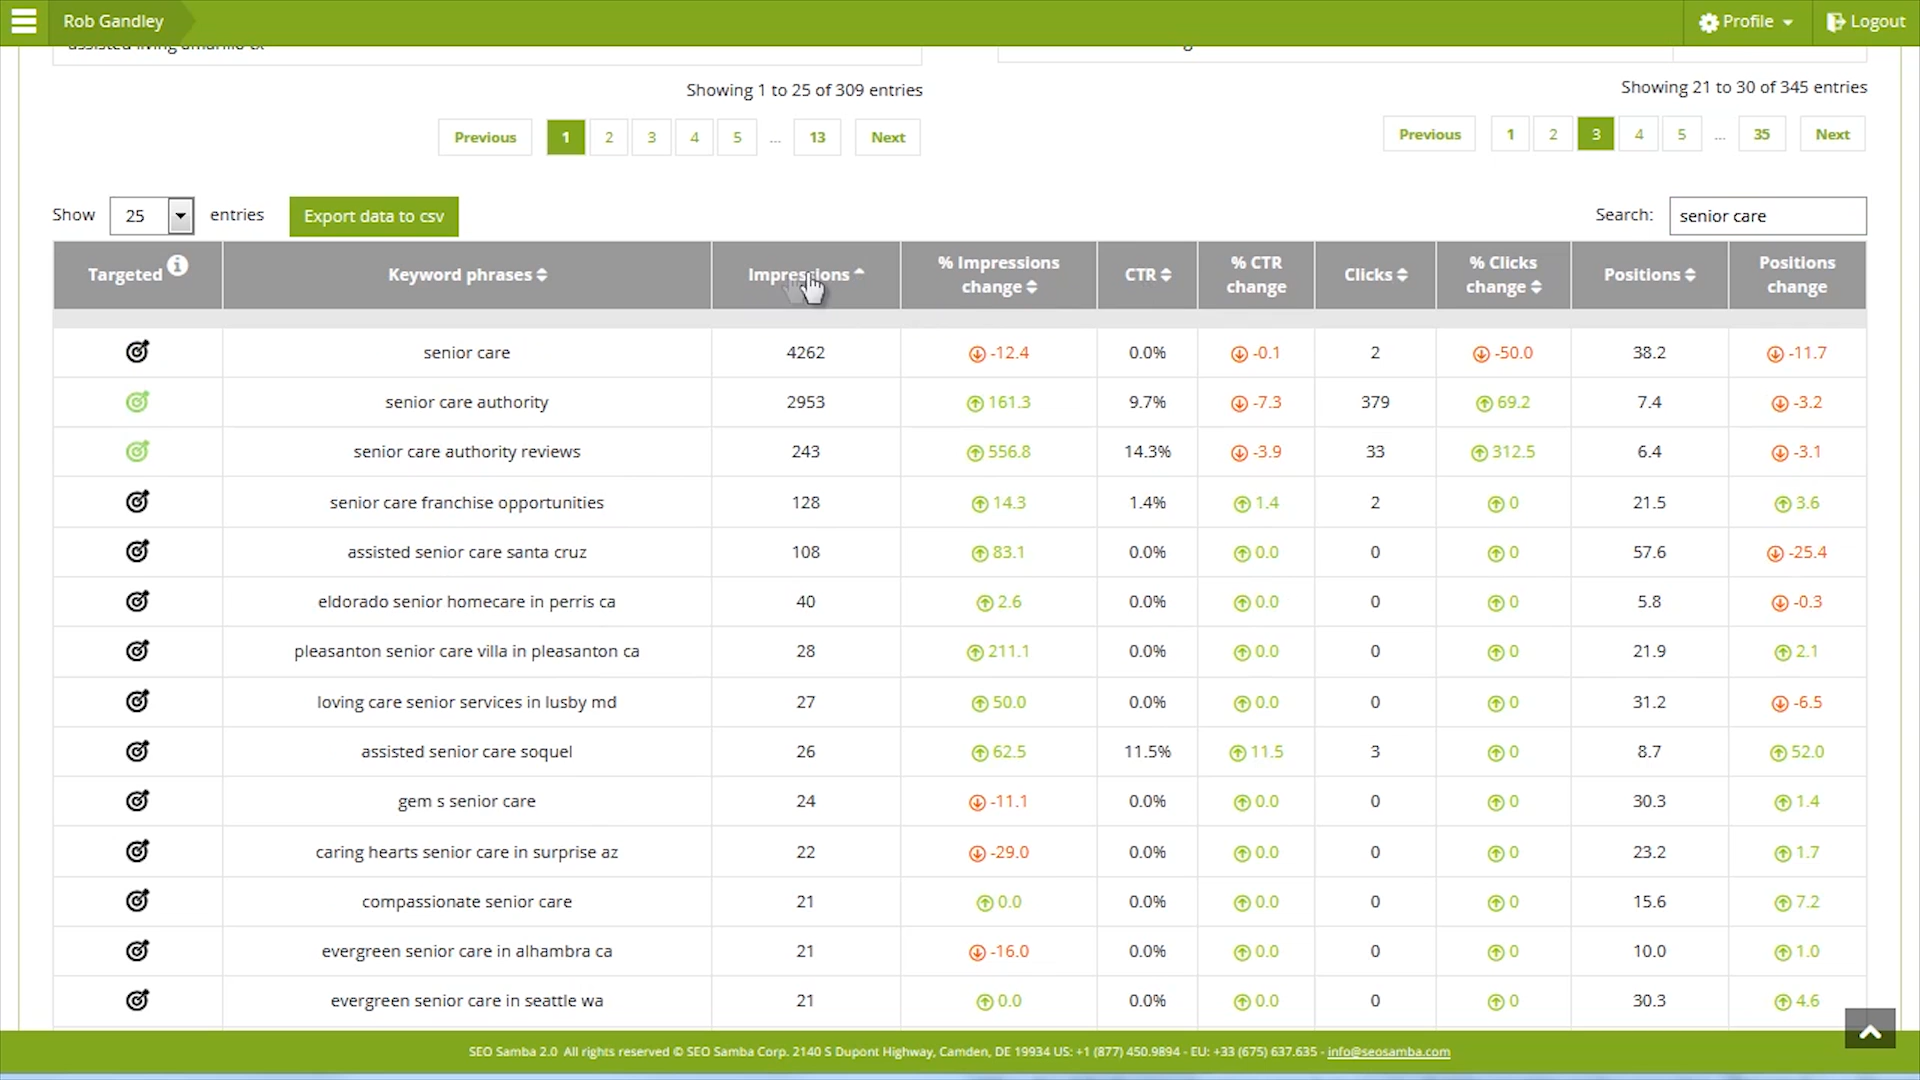 Rob Gandley
Profile
Logout
assisted living amarillo tx
Showing 1 to 25 of 309 entries
Showing 21 to 30 of 345 entries
Previous 1 2 3 4 5 ... 13 Next
Previous 1 2 3 4 5 ... 35 Next
Show 25 entries Export data to csv
Search: senior care
Targeted Keyword phrases Impressions % Impressions change CTR % CTR change Clicks % Clicks change Positions Positions change
senior care 4262 -12.4 0.0% -0.1 2 -50.0 38.2 -11.7
senior care authority 2953 161.3 9.7% -7.3 379 69.2 7.4 -3.2
senior care authority reviews 243 556.8 14.3% -3.9 33 312.5 6.4 -3.1
senior care franchise opportunities 128 14.3 1.4% 1.4 2 0 21.5 3.6
assisted senior care santa cruz 108 83.1 0.0% 0.0 0 0 57.6 -25.4
eldorado senior homecare in perris ca 40 2.6 0.0% 0.0 0 0 5.8 -0.3
pleasanton senior care villa in pleasanton ca 28 211.1 0.0% 0.0 0 0 21.9 2.1
loving care senior services in lusby md 27 50.0 0.0% 0.0 0 0 31.2 -6.5
assisted senior care soquel 26 62.5 11.5% 11.5 3 0 8.7 52.0
gem s senior care 24 -11.1 0.0% 0.0 0 0 30.3 1.4
caring hearts senior care in surprise az 22 -29.0 0.0% 0.0 0 0 23.2 1.7
compassionate senior care 21 0.0 0.0% 0.0 0 0 15.6 7.2
evergreen senior care in alhambra ca 21 -16.0 0.0% 0.0 0 0 10.0 1.0
evergreen senior care in seattle wa 21 0.0 0.0% 0.0 0 0 30.3 4.6
SEO Samba 2.0 All rights reserved © SEO Samba Corp. 2140 S Dupont Highway, Camden, DE 19934 US: +1 (877) 450.9894 - EU: +33 (675) 637.635 - info@seosamba.com